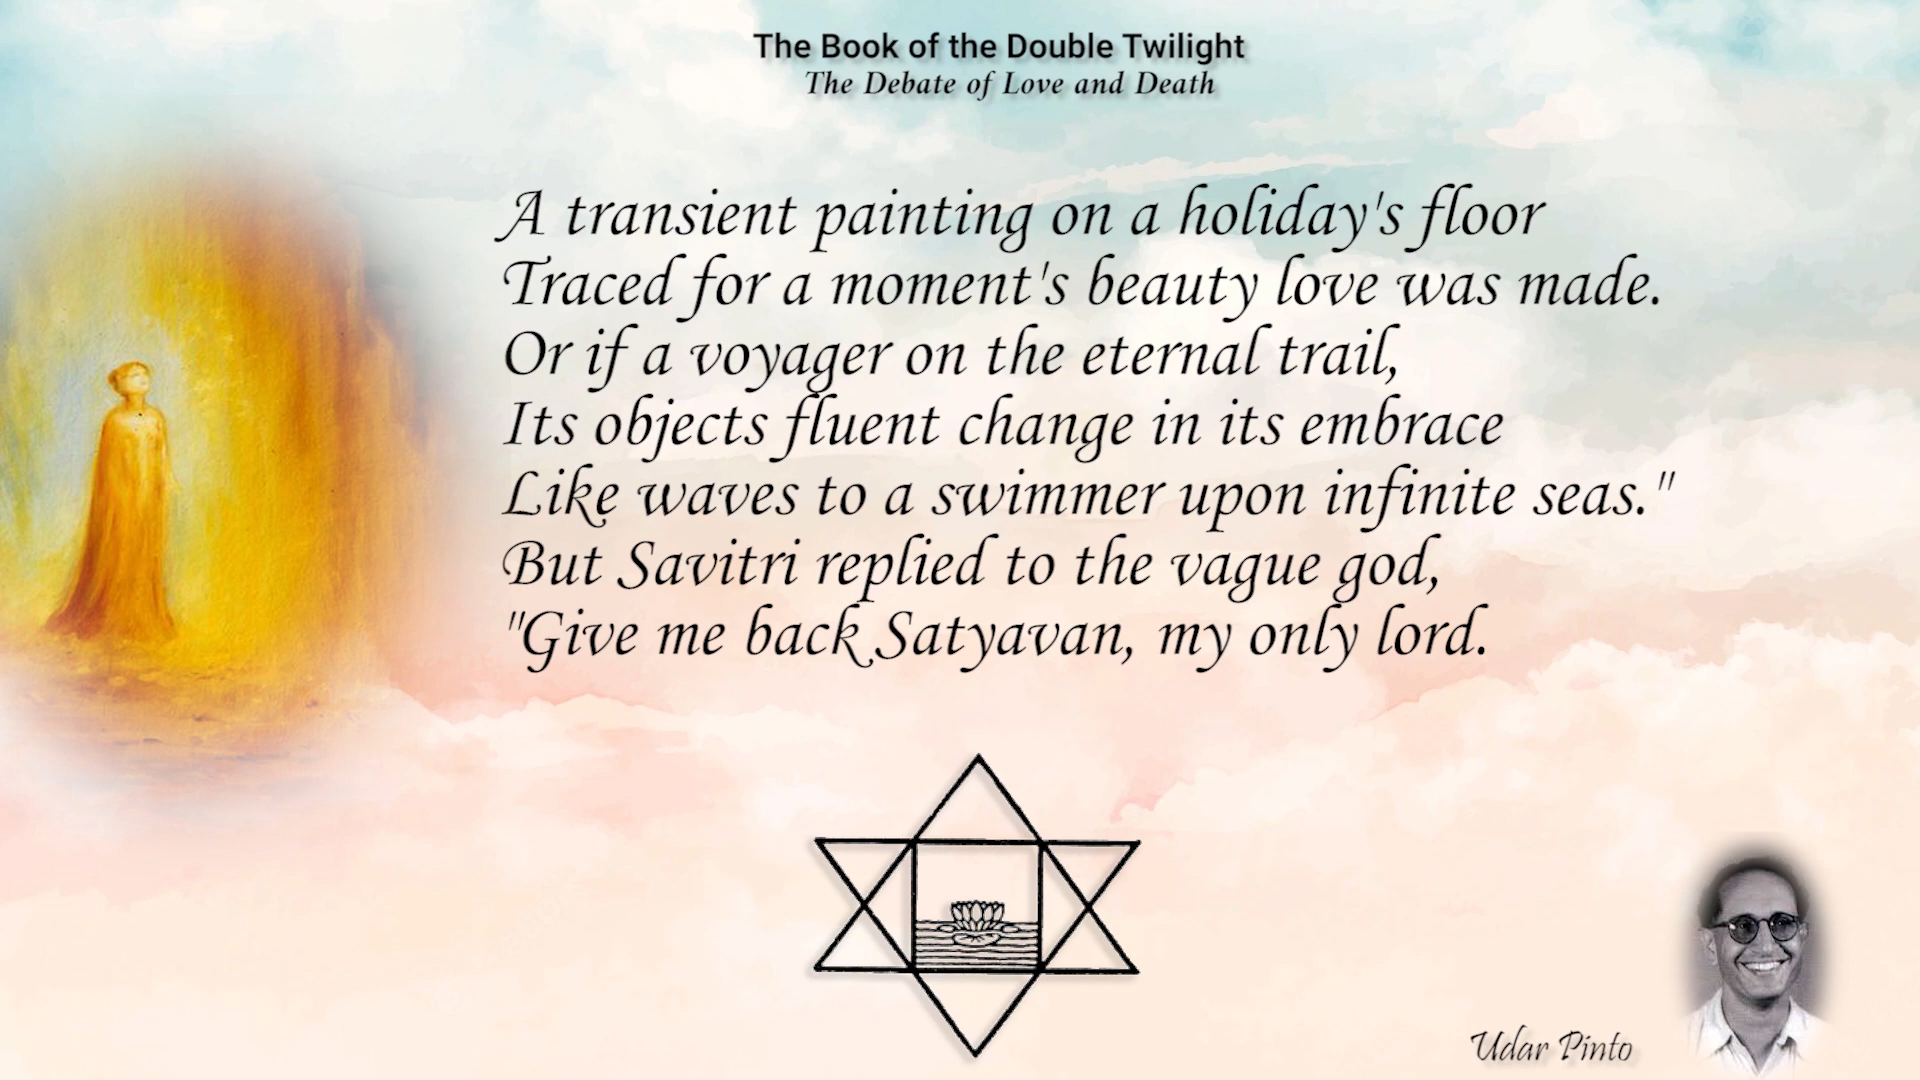 The Book of the Double Twilight
The Debate of Love and Death
A transient painting on a holiday's floor
Traced for a moment's beauty love was made.
Or if a voyager on the eternal trail,
Its objects fluent change in its embrace
Like waves to a swimmer upon infinite seas."
But Savitri replied to the vague god,
"Give me back Satyavan, my only lord.
Udar Pinto